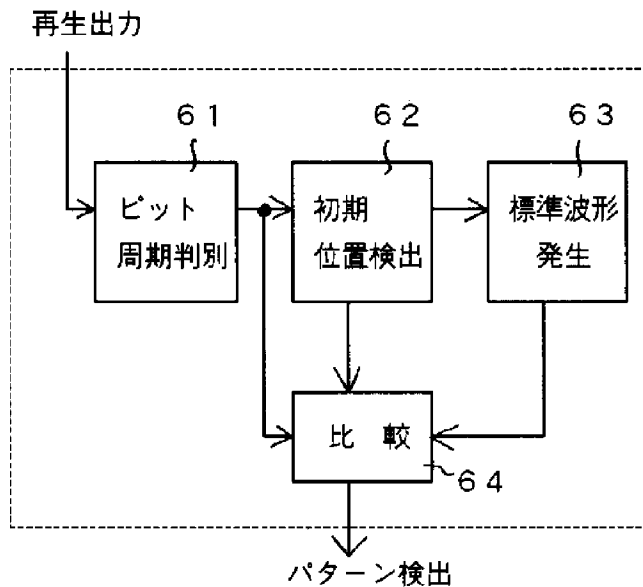 再生出力
61
62
63
ピット
周期判別
初期
位置検出
標準波形
発生
比 較
64
パターン検出